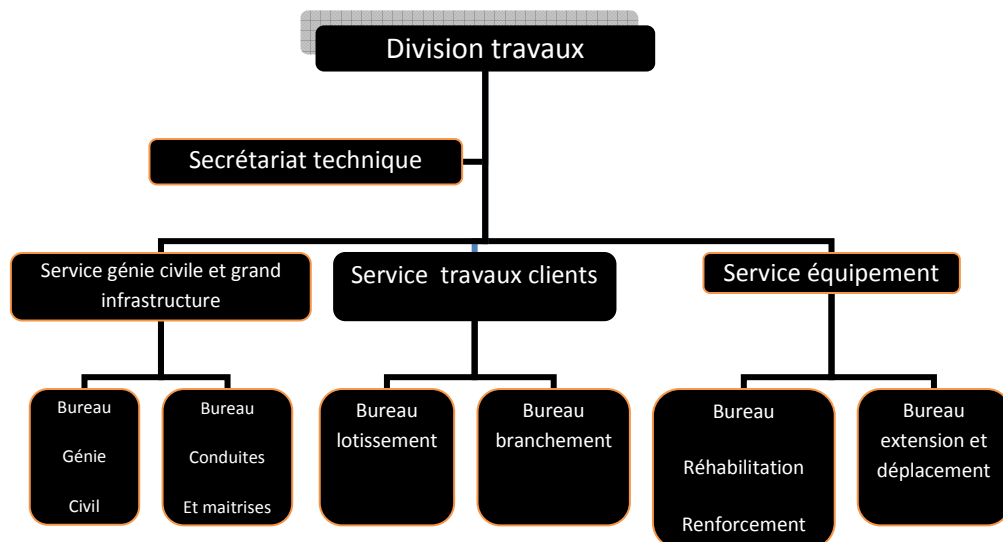 Division travaux
Secrétariat technique
Service génie civile et grand
infrastructure
Service travaux clients
Service équipement
Bureau
Génie
Civil
Bureau
Conduites
Et maitrises
Bureau
lotissement
Bureau
branchement
Bureau
Réhabilitation
Renforcement
Bureau
extension et
déplacement